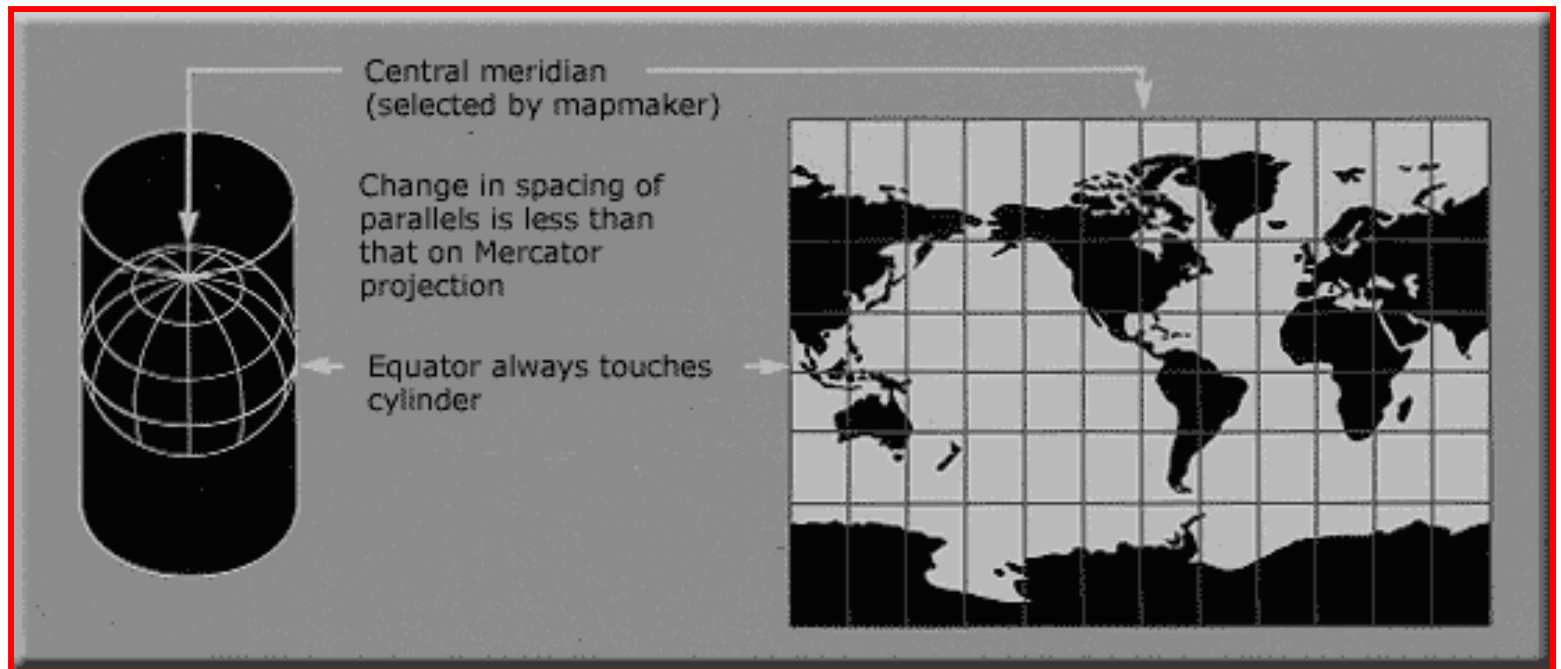 Central meridian
(selected by mapmaker)
Change in spacing of
parallels is less than
that on Mercator
projection
Equator always touches
cylinder